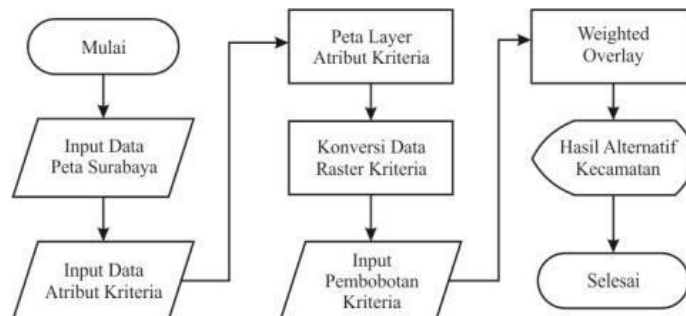 Mulai
Input Data
Peta Surabaya
Input Data
Atribut Kriteria
Peta Layer
Atribut Kriteria
Konversi Data
Raster Kriteria
Input
Pembobotan
Kriteria
Weighted
Overlay
Hasil Alternatif
Kecamatan
Selesai